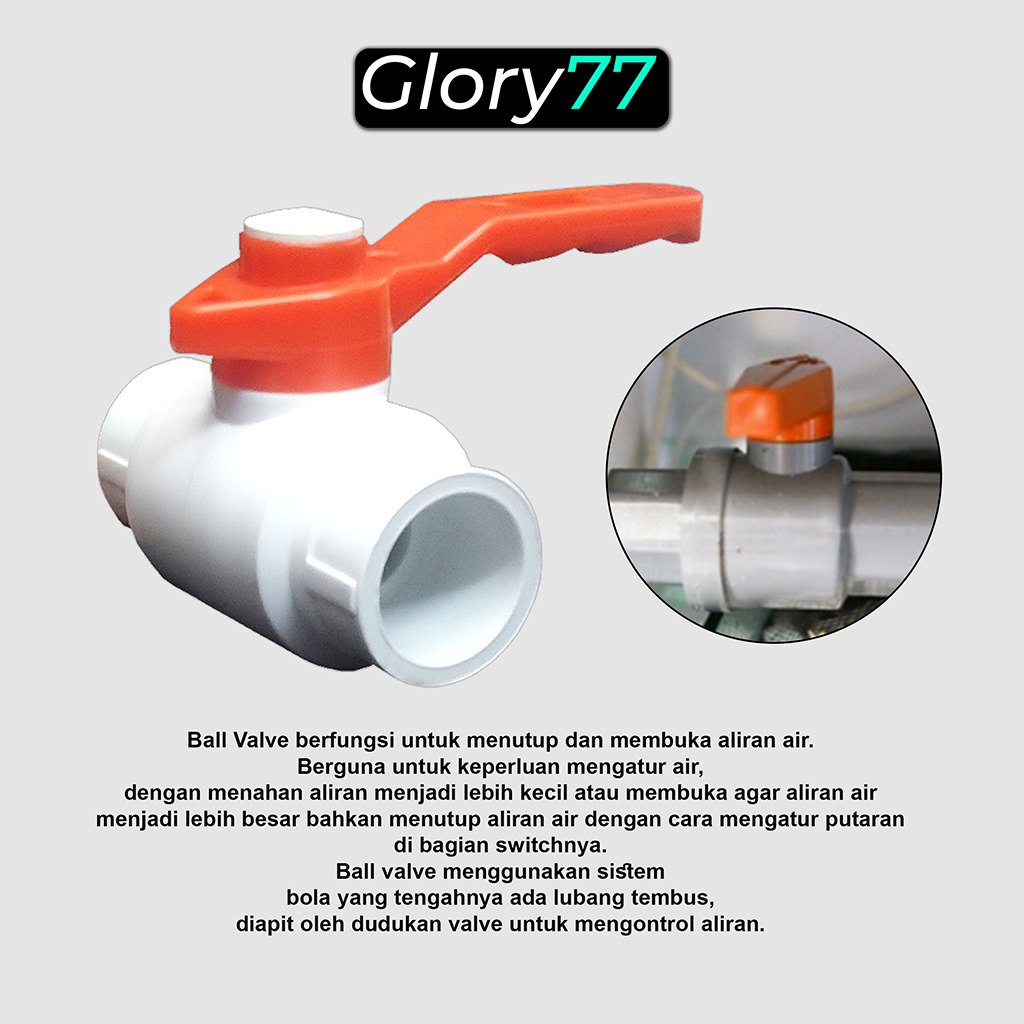 Glory77
Ball Valve berfungsi untuk menutup dan membuka aliran air.
Berguna untuk keperluan mengatur air,
dengan menahan aliran menjadi lebih kecil atau membuka agar aliran air
menjadi lebih besar bahkan menutup aliran air dengan cara mengatur putaran
di bagian switchnya.
Ball valve menggunakan sistem
bola yang tengahnya ada lubang tembus,
diapit oleh dudukan valve untuk mengontrol aliran.